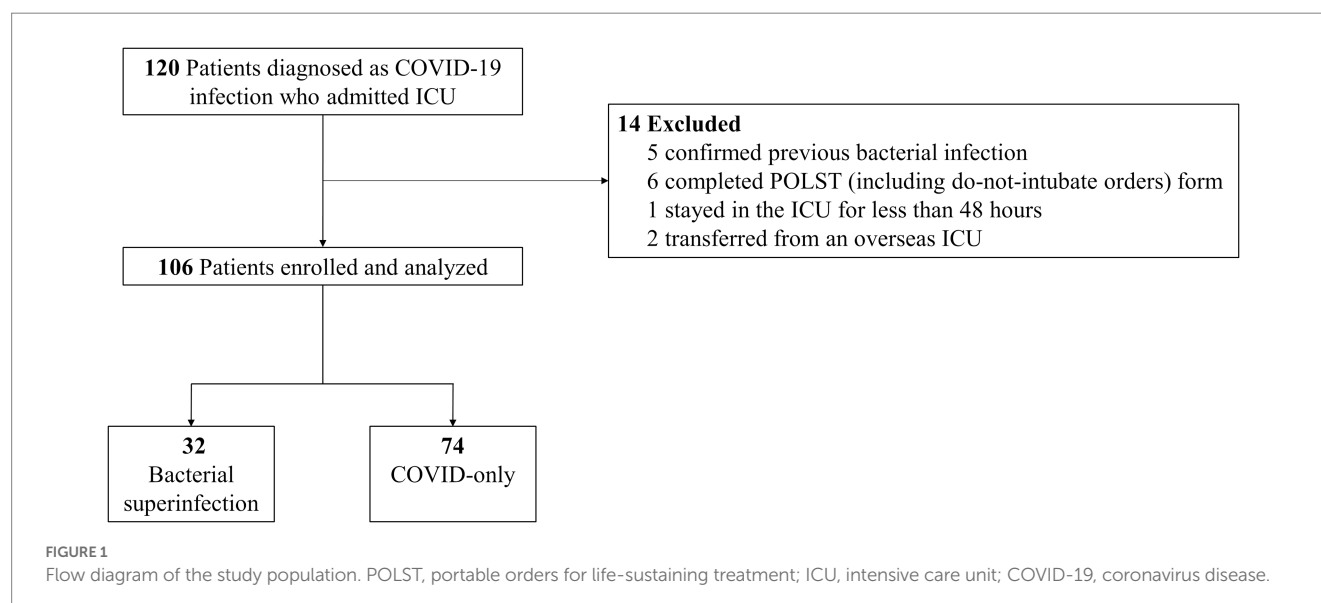 120 Patients diagnosed as COVID-19
infection who admitted ICU
14 Excluded
5 confirmed previous bacterial infection
6 completed POLST (including do-not-intubate orders) form
1 stayed in the ICU for less than 48 hours
2 transferred from an overseas ICU
106 Patients enrolled and analyzed
32
Bacterial
superinfection
74
COVID-only
FIGURE 1
Flow diagram of the study population. POLST, portable orders for life-sustaining treatment; ICU, intensive care unit; COVID-19, coronavirus disease.